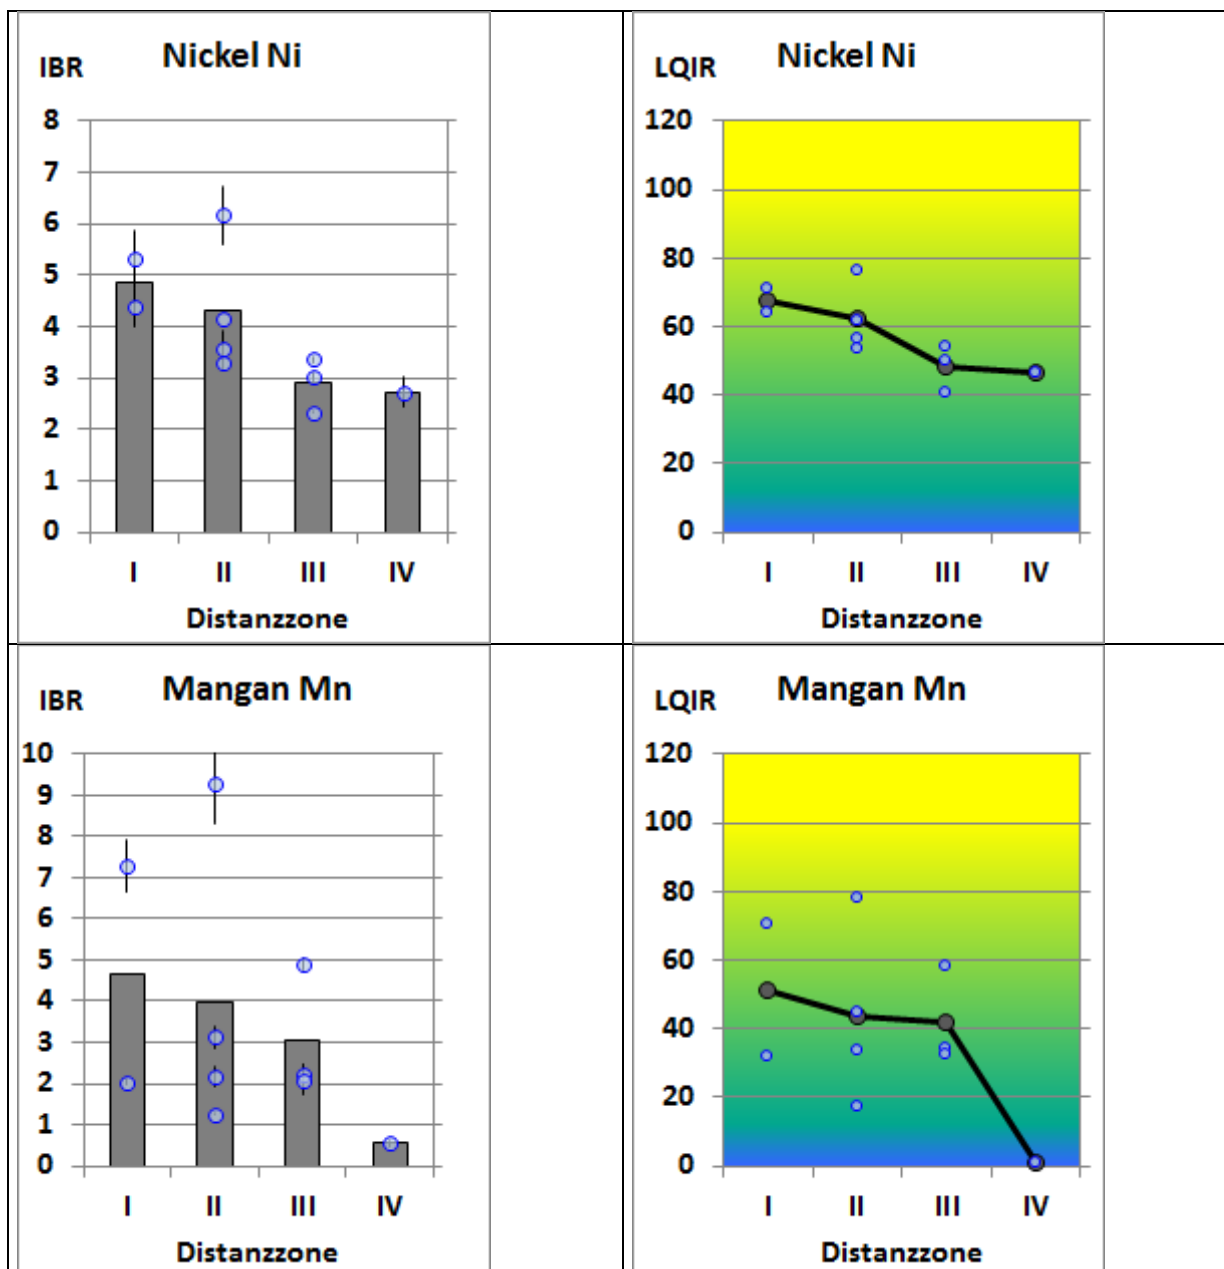 IBR Nickel Ni
8
7
6
5
4
3
2
1
0
I II III IV
Distanzzone
LQIR Nickel Ni
120
100
80
60
40
20
0
I II III IV
Distanzzone
IBR Mangan Mn
10
9
8
7
6
5
4
3
2
1
0
I II III IV
Distanzzone
LQIR Mangan Mn
120
100
80
60
40
20
0
I II III IV
Distanzzone